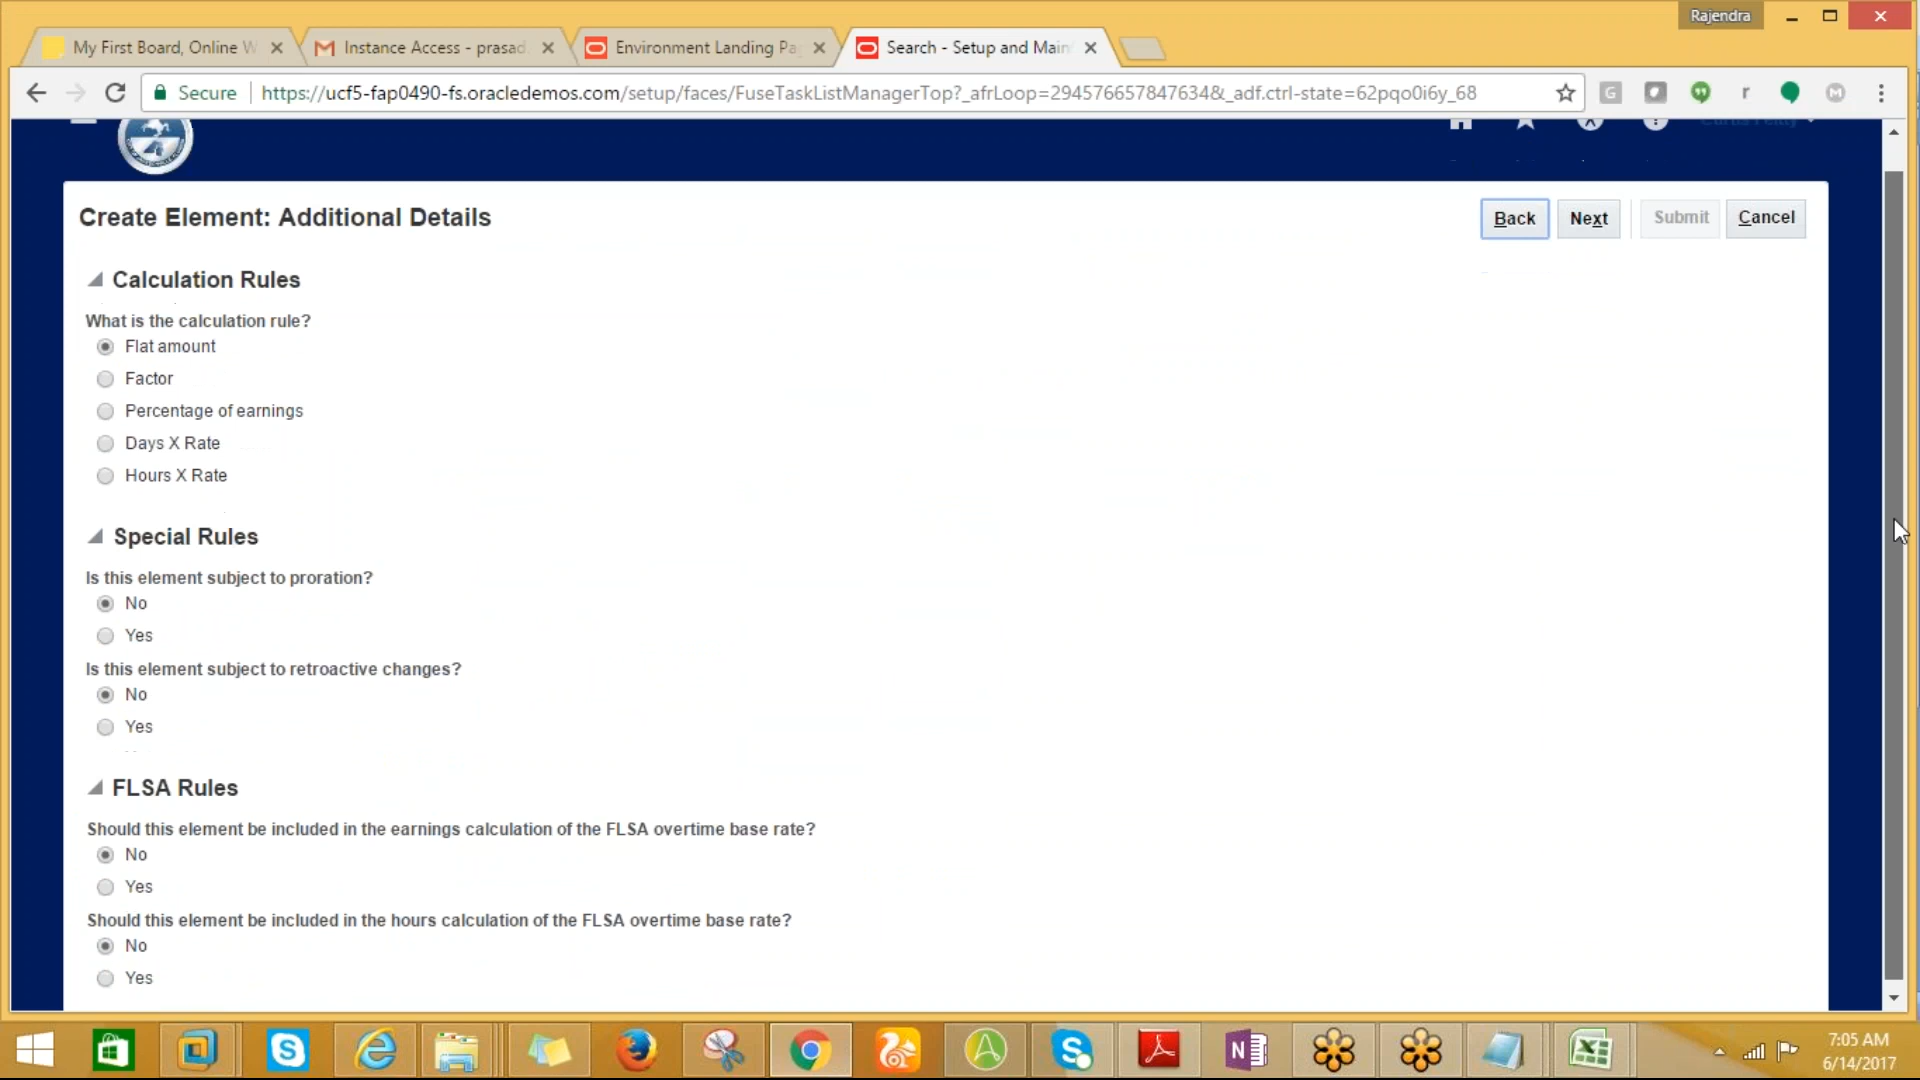 Rajendra
My First Board, Online W
Instance Access - prasad
Environment Landing Pa
Search - Setup and Main
Secure
https://ucf5-fap0490-fs.oracledemos.com/setup/faces/FuseTaskListManagerTop?_afrLoop=2945766578476​34&_adf.ctrl-state=62pqo0i6y_68
Create Element: Additional Details
Back
Next
Submit
Cancel
Calculation Rules
What is the calculation rule?
Flat amount
Factor
Percentage of earnings
Days X Rate
Hours X Rate
Special Rules
Is this element subject to proration?
No
Yes
Is this element subject to retroactive changes?
No
Yes
FLSA Rules
Should this element be included in the earnings calculation of the FLSA overtime base rate?
No
Yes
Should this element be included in the hours calculation of the FLSA overtime base rate?
No
Yes
7:05 AM
6/14/2017